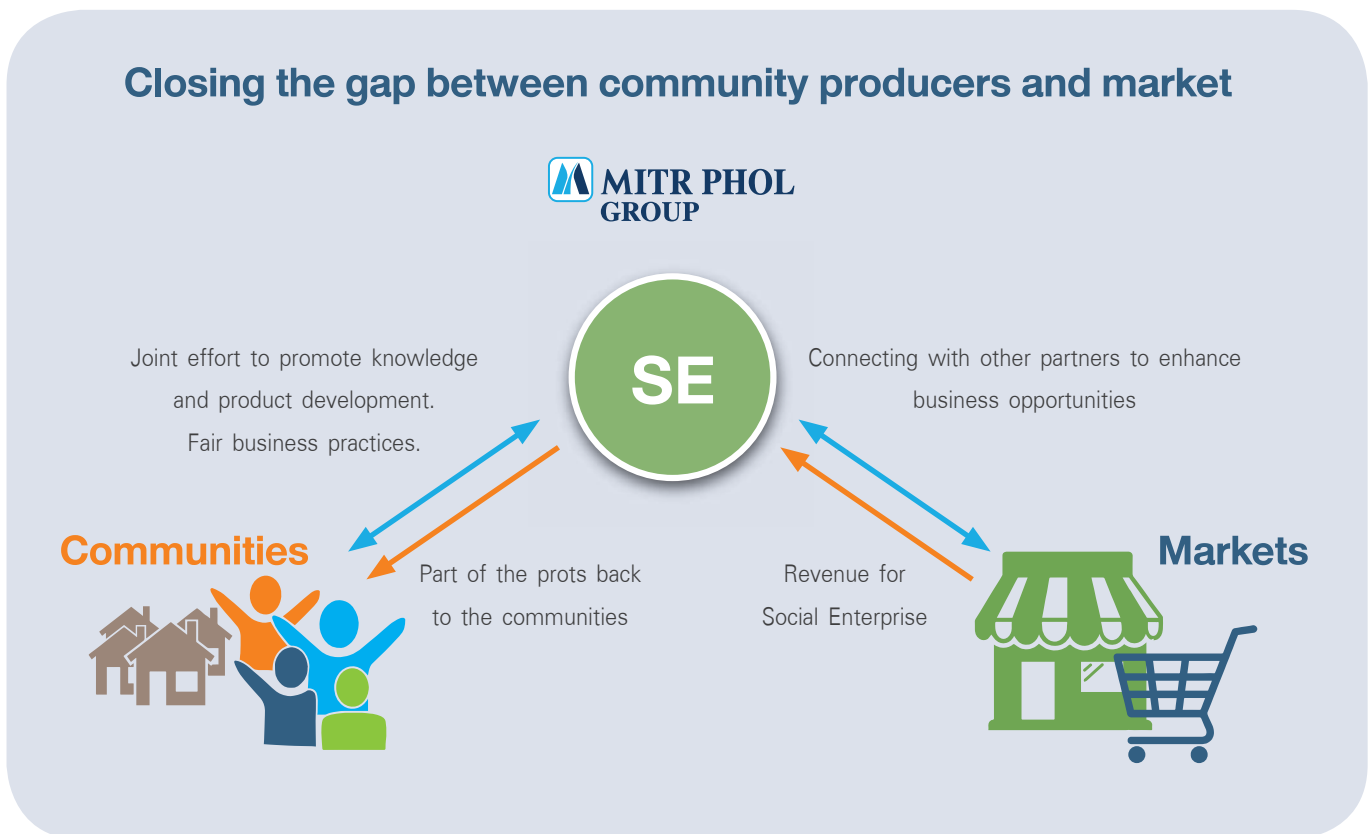 Closing the gap between community producers and market
MITR PHOL
GROUP
SE
Joint effort to promote knowledge
and product development.
Fair business practices.
Connecting with other partners to enhance
business opportunities
Communities
Part of the prots back
to the communities
Revenue for
Social Enterprise
Markets